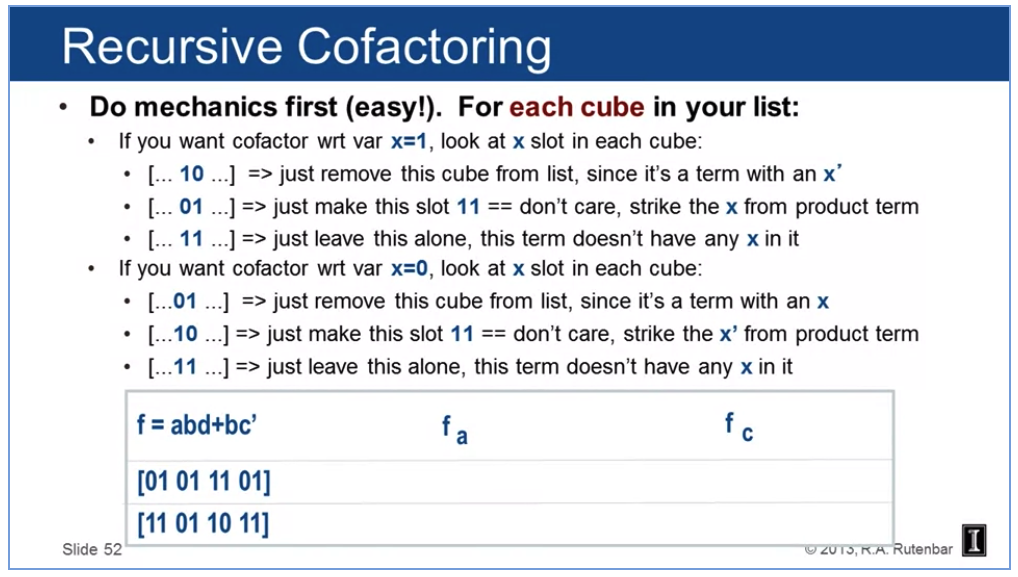 Recursive Cofactoring
• Do mechanics first (easy!). For each cube in your list:
• If you want cofactor wrt var x=1, look at x slot in each cube:
• [... 10 ...] => just remove this cube from list, since it's a term with an x'
• [... 01 ...] => just make this slot 11 == don't care, strike the x from product term
• [... 11 ...] => just leave this alone, this term doesn't have any x in it
• If you want cofactor wrt var x=0, look at x slot in each cube:
• [...01 ...] => just remove this cube from list, since it's a term with an x
• [...10 ...] => just make this slot 11 == don't care, strike the x' from product term
• [...11 ...] => just leave this alone, this term doesn't have any x in it
f = abd+bc' f a f c
[01 01 11 01]
[11 01 10 11]
Slide 52 © 2013, R.A. Rutenbar I